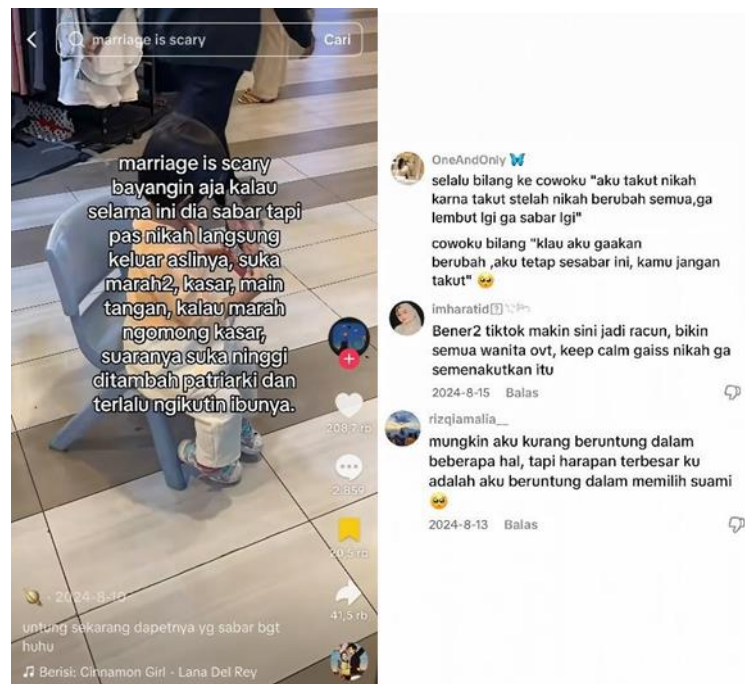 marriage is scary
Cari
marriage is scary
bayangin aja kalau
selama ini dia sabar tapi
pas nikah langsung
keluar aslinya, suka
marah2, kasar, main
tangan, kalau marah
ngomong kasar,
suaranya suka ninggi
ditambah patriarki dan
terlalu ngikutin ibunya.
208,7 rb
2.859
20,5 rb
41,5 rb
· 2024-8-10
untung sekarang dapetnya yg sabar bgt
huhu
Berisi: Cinnamon Girl - Lana Del Rey
OneAndOnly
selalu bilang ke cowoku "aku takut nikah
karna takut stelah nikah berubah semua,ga
lembut lgi ga sabar lgi"
cowoku bilang "klau aku gaakan
berubah ,aku tetap sesabar ini, kamu jangan
takut" 🥺
imharatid
Bener2 tiktok makin sini jadi racun, bikin
semua wanita ovt, keep calm gaiss nikah ga
semenakutkan itu
2024-8-15 Balas
rizqiamalia__
mungkin aku kurang beruntung dalam
beberapa hal, tapi harapan terbesar ku
adalah aku beruntung dalam memilih suami
🥺
2024-8-13 Balas